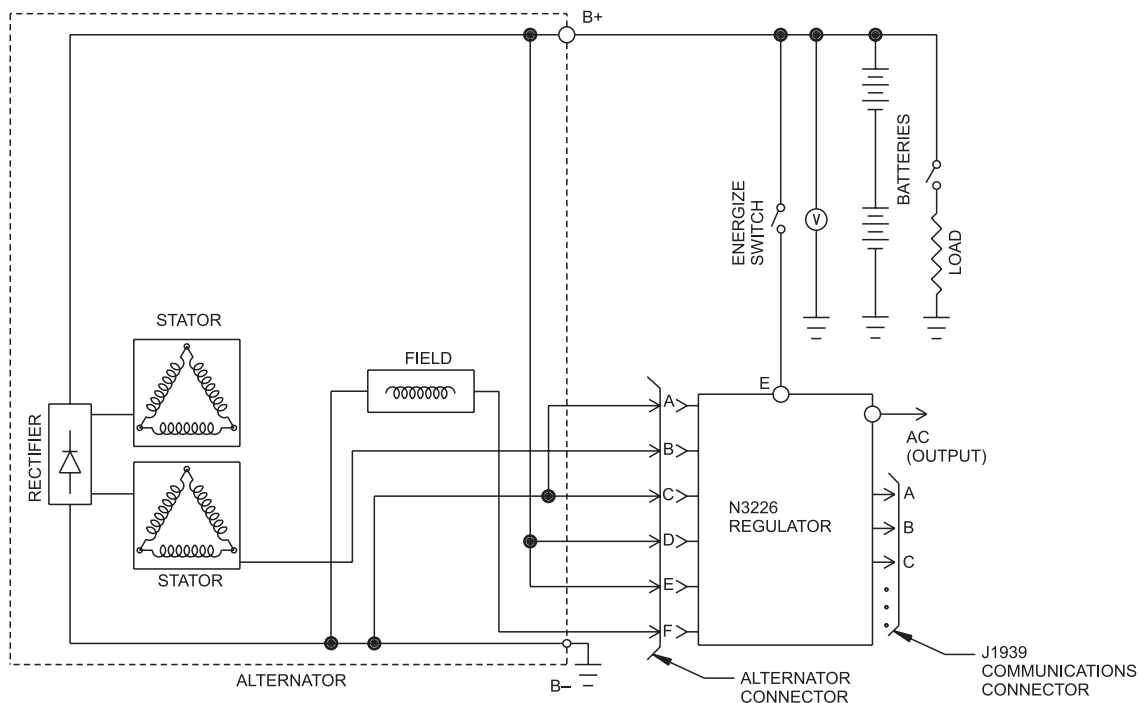 B+
BATTERIES
ENERGIZE
SWITCH
V
LOAD
STATOR
FIELD
E
A
AC
(OUTPUT)
RECTIFIER
B
A
C
N3226
REGULATOR
B
D
C
STATOR
E
F
J1939
COMMUNICATIONS
CONNECTOR
ALTERNATOR
B–
ALTERNATOR
CONNECTOR